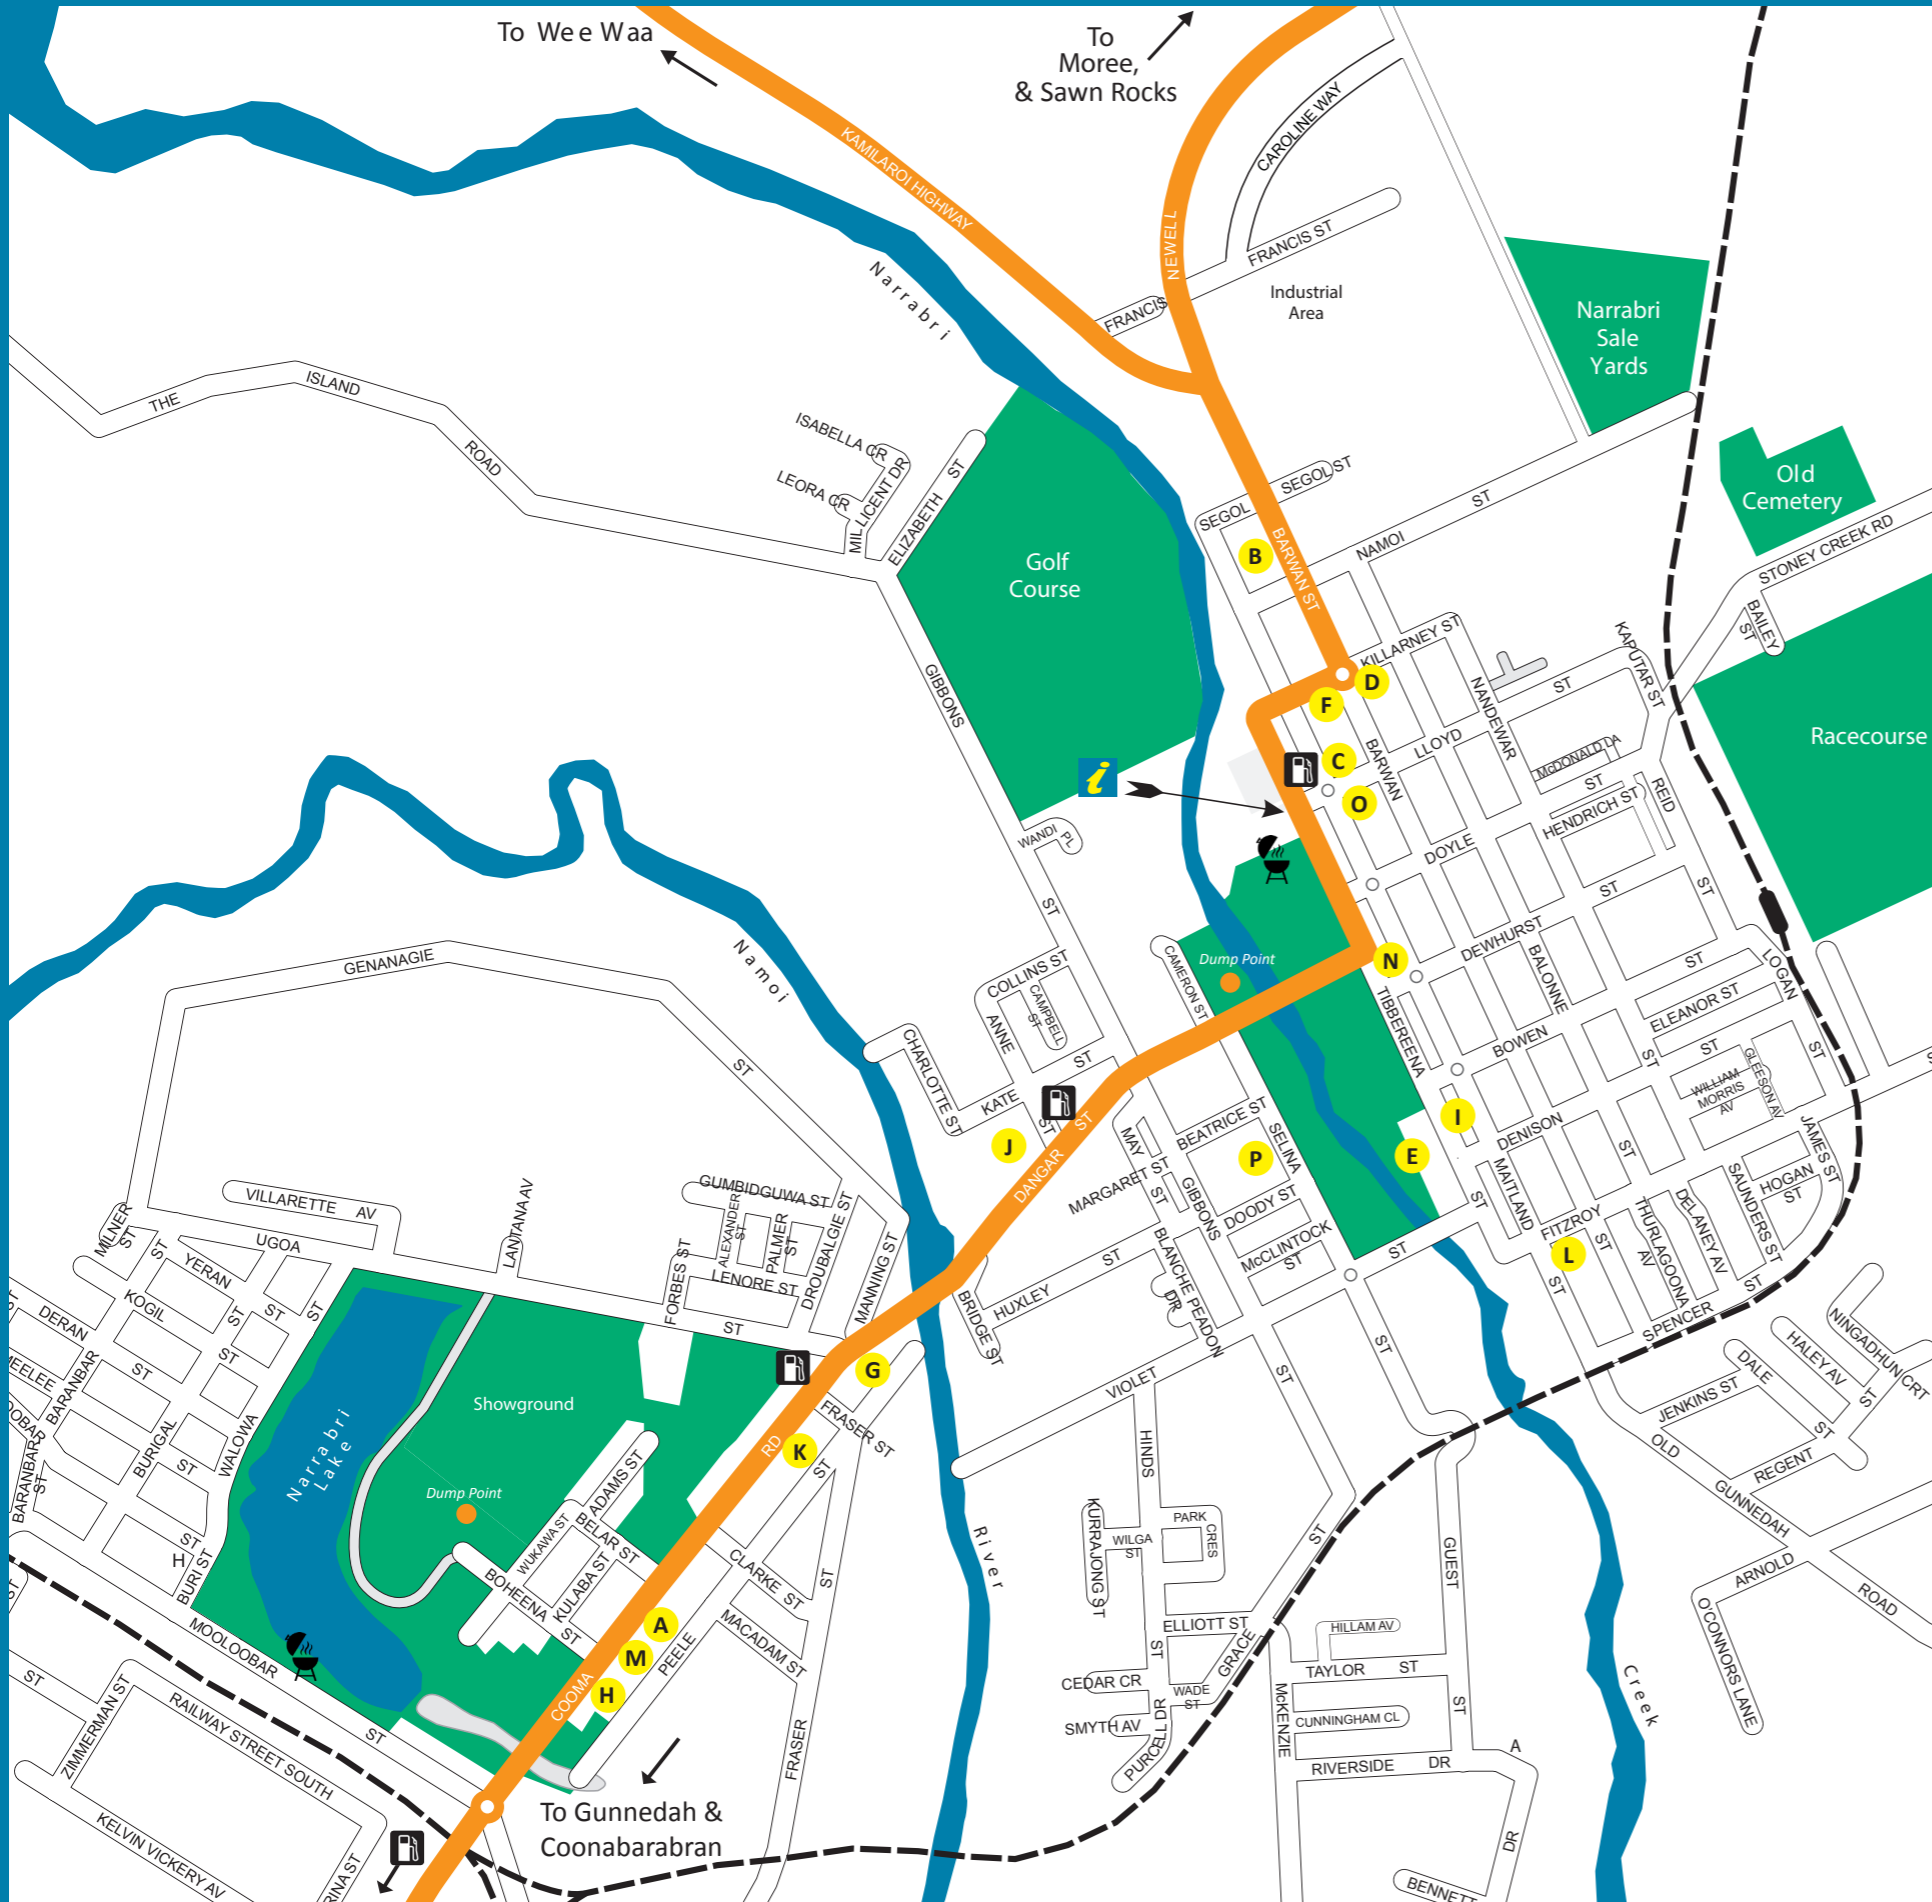 To Wee Waa
To
Moree,
& Sawn Rocks
KAMILAROI HIGHWAY
NEWELL
CAROLINE WAY
FRANCIS ST
FRANCIS
Industrial
Area
Narrabri
Sale
Yards
Narrabri
THE
ISLAND
ROAD
ISABELLA CR
LEORA CR
MILLICENT DR
ELIZABETH
ST
Golf
Course
SEGOL
SEGOL ST
BARWAN ST
B
NAMOI
ST
Old
Cemetery
STONEY CREEK RD
BAILEY
ST
KILLARNEY ST
KAPUTAR ST
D
F
NANDEWAR
ST
Racecourse
GIBBONS
C
BARWAN
LLOYD
McDONALD LA
ST
HENDRICH ST
REID
i
O
WANDI
PL
DOYLE
ST
ST
ST
DEWHURST
BALONNE
ST
LOGAN
Namoi
GENANAGIE
ST
COLLINS ST
CAMPBELL
ST
ANNE
CAMERON ST
Dump Point
N
TIBBEREENA
ELEANOR ST
BOWEN
ST
ST
ST
CHARLOTTE ST
KATE
ST
ST
DANGAR
ST
WILLIAM
MORRIS
AV
GLEESON AV
J
MAY
ST
BEATRICE ST
SELINA
MARGARET ST
GIBBONS
P
E
I
DENISON
ST
JAMES ST
HOGAN
ST
SAUNDERS ST
DELANEY AV
THURLAGOONA
AV
MAITLAND
ST
FITZROY
ST
L
ST
SPENCER
ST
DOODY ST
McCLINTOCK
ST
ST
VILLARETTE
AV
LANTANA AV
GUMBIDGUWA ST
ALEXANDER
ST
PALMER
ST
DROUBALGIE ST
MANNING ST
LENORE ST
FORBES ST
MILNER
ST
UGOA
ST
YERAN
ST
ST
ST
KOGIL
ST
ST
DERAN
MEELEE
BARANBAR
BARANBAR
ST
BURIGAL
ST
WALOWA
ST
H
BURI ST
BRIDGE ST
HUXLEY
ST
BLANCHE PEADON
DR
VIOLET
ST
ST
G
FRASER ST
RD
K
ST
Showground
Narrabri
Lake
Dump Point
ADAMS ST
WUKAWA ST
BELAR ST
KULABA ST
BOHEENA
ST
CLARKE
ST
ST
MACADAM ST
A
M
H
PEELE
COOMA
FRASER
River
HINDS
ST
KURRAJONG ST
WILGA
ST
PARK
CRES
ELLIOTT ST
CEDAR CR
WADE
ST
SMYTH AV
PURCELL DR
GRACE
ST
HILLAM AV
TAYLOR
ST
McKENZIE
CUNNINGHAM CL
RIVERSIDE
DR
A
GUEST
ST
DR
BENNETT
Creek
JENKINS ST
DALE
ST
HALEY AV
NINGADHUN CRT
ST
REGENT
OLD
GUNNEDAH
ROAD
ARNOLD
O'CONNORS LANE
MOOLOOBAR
ST
ST
ZIMMERMAN ST
RAILWAY STREET SOUTH
KELVIN VICKERY AV
To Gunnedah &
Coonabarabran